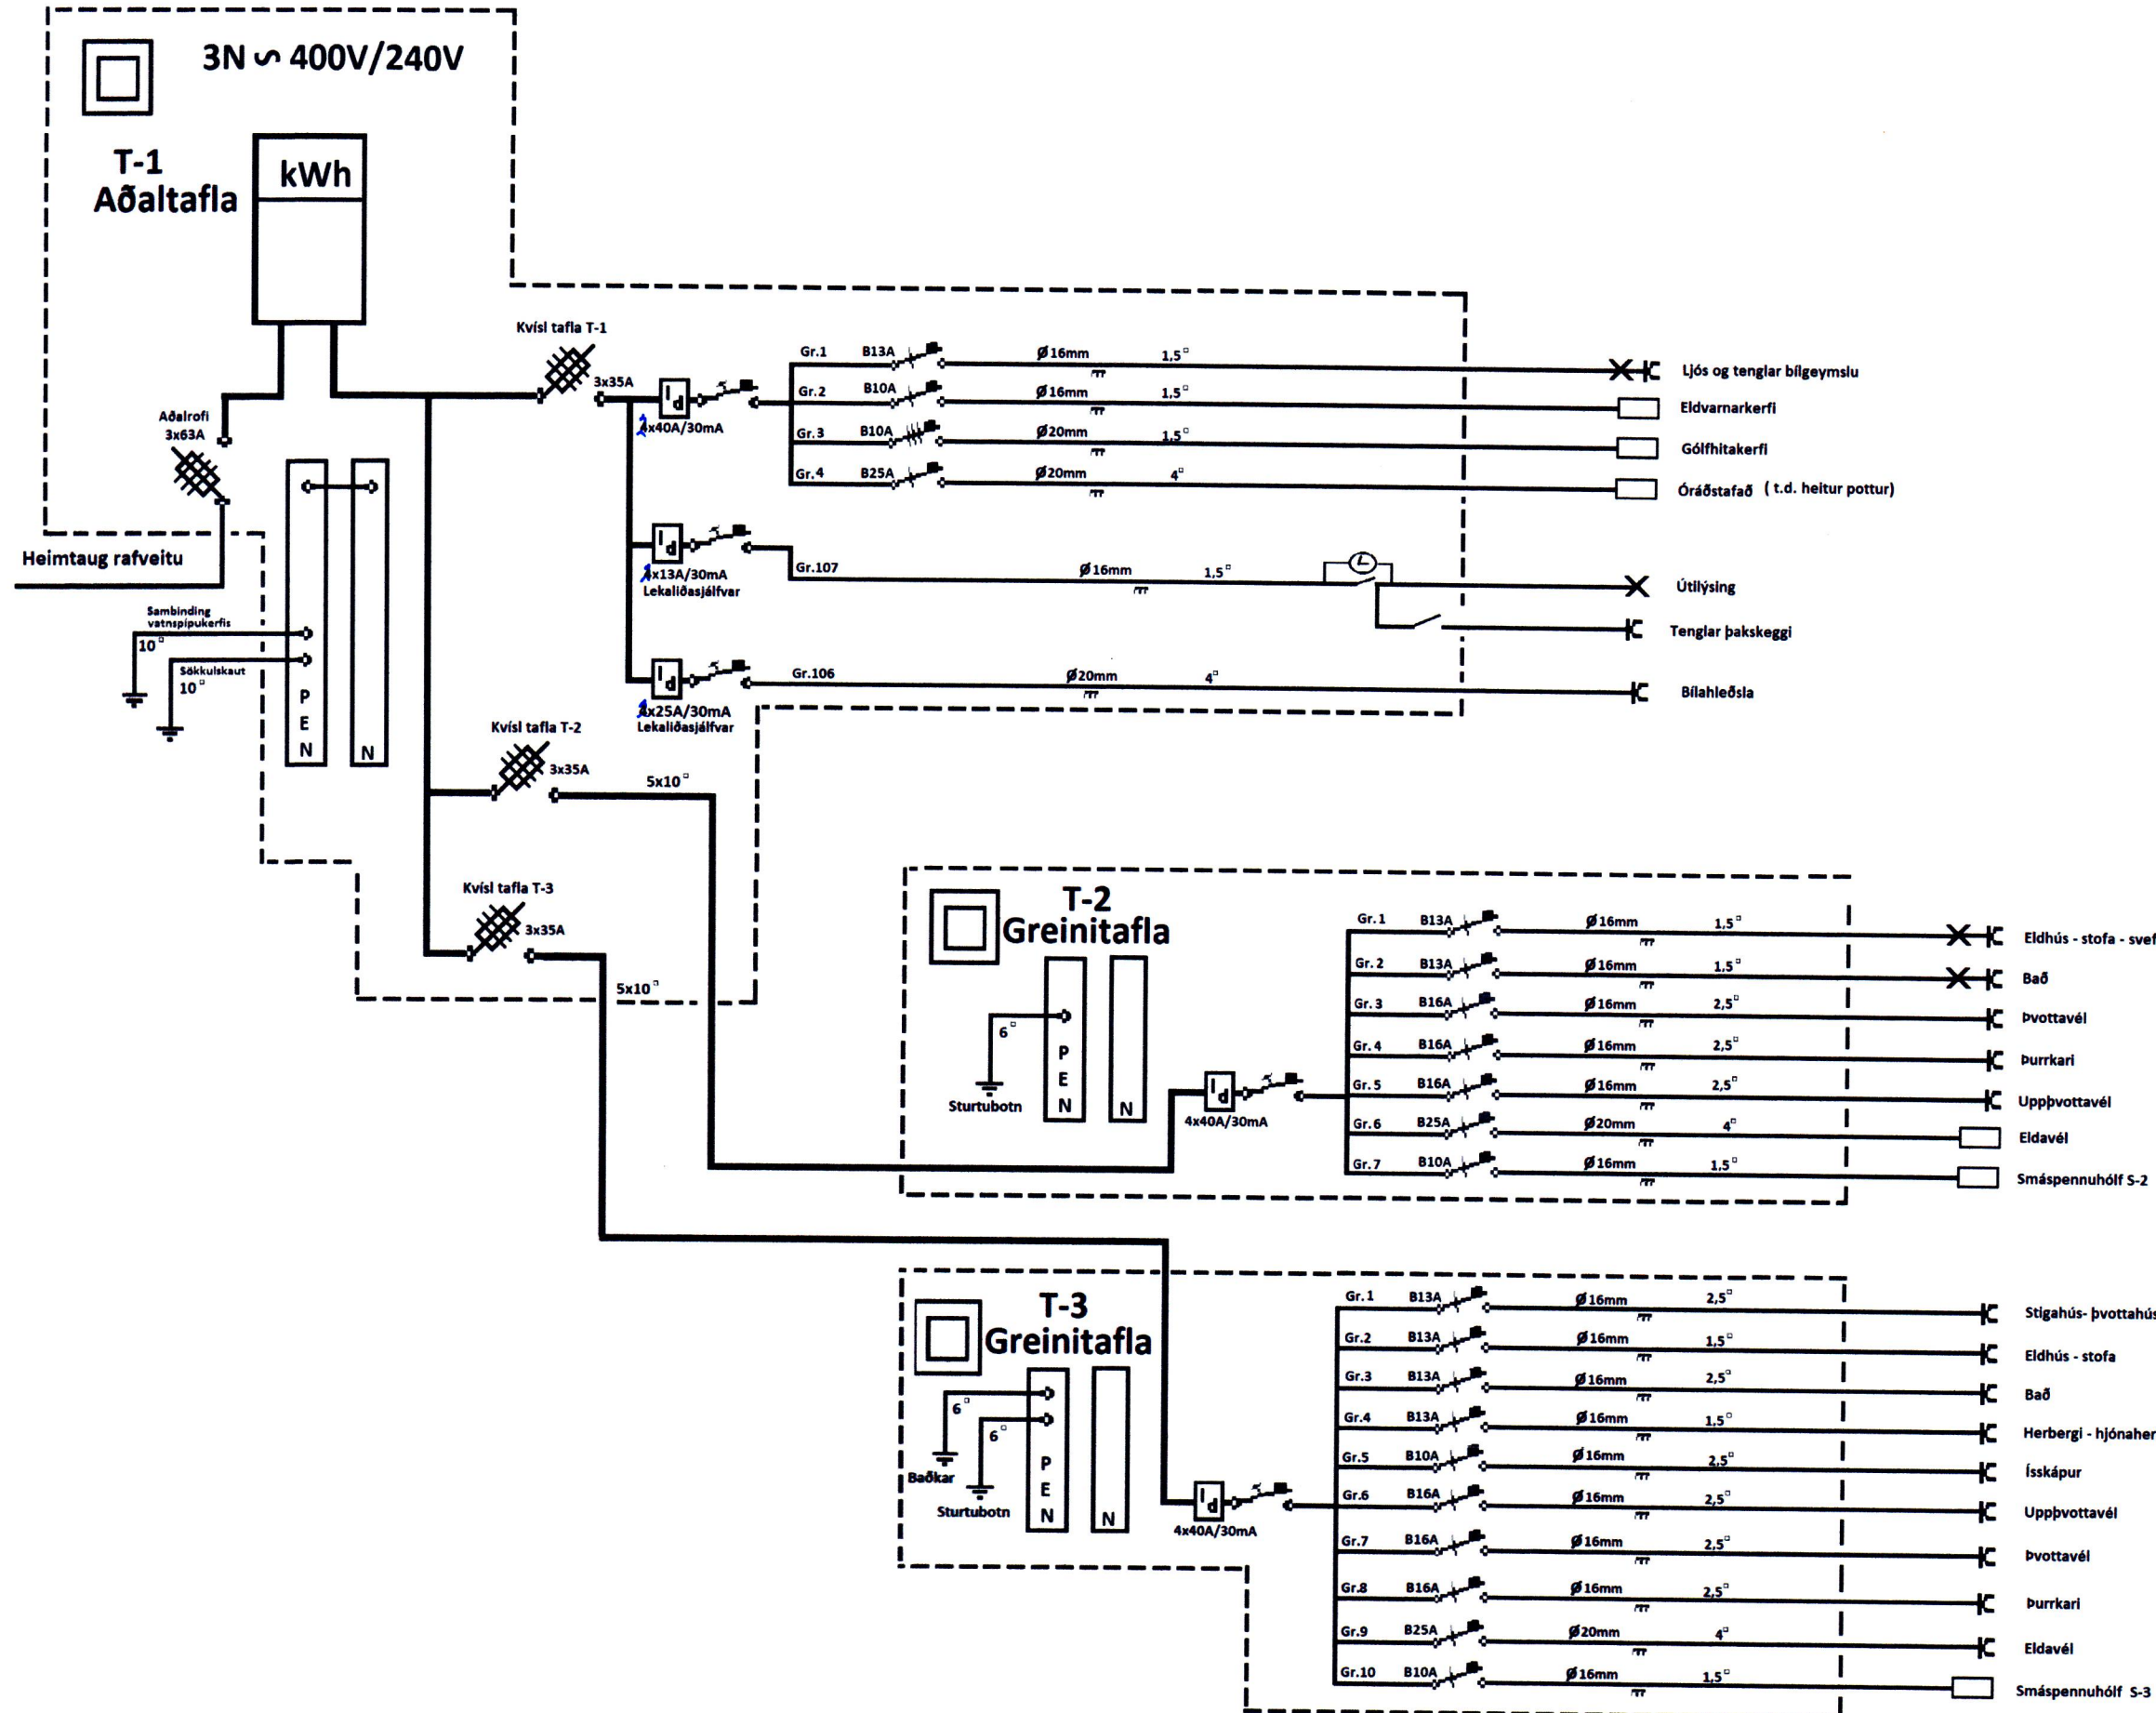 3N ∽ 400V/240V
T-1
Aðaltafla
kWh
Aðalrofi
3x63A
Heimtaug rafveitu
Sambinding
vatnspípukerfis
10▫
Sökkulskaut
10▫
P
E
N
N
Kvísl tafla T-1
3x35A
4x40A/30mA
Gr.1 B13A Ø16mm 1,5▫ Ljós og tenglar bílgeymslu
Gr.2 B10A Ø16mm 1,5▫ Eldvarnarkerfi
Gr.3 B10A Ø20mm 1,5▫ Gólfhitakerfi
Gr.4 B25A Ø20mm 4▫ Óráðstafað ( t.d. heitur pottur)
4x13A/30mA
Lekaliðasjálfvar
Gr.107 Ø16mm 1,5▫ Útilýsing
Tenglar þakskeggi
4x25A/30mA
Lekaliðasjálfvar
Gr.106 Ø20mm 4▫ Bílahleðsla
Kvísl tafla T-2
3x35A
5x10▫
Kvísl tafla T-3
3x35A
5x10▫
T-2
Greinitafla
6▫
Sturtubotn
P
E
N
N
4x40A/30mA
Gr.1 B13A Ø16mm 1,5▫ Eldhús - stofa - svef
Gr.2 B13A Ø16mm 1,5▫ Bað
Gr.3 B16A Ø16mm 2,5▫ Þvottavél
Gr.4 B16A Ø16mm 2,5▫ Þurrkari
Gr.5 B16A Ø16mm 2,5▫ Uppþvottavél
Gr.6 B25A Ø20mm 4▫ Eldavél
Gr.7 B10A Ø16mm 1,5▫ Smáspennuhólf S-2
T-3
Greinitafla
6▫
Baðkar
6▫
Sturtubotn
P
E
N
N
4x40A/30mA
Gr.1 B13A Ø16mm 2,5▫ Stigahús- þvottahús
Gr.2 B13A Ø16mm 1,5▫ Eldhús - stofa
Gr.3 B13A Ø16mm 2,5▫ Bað
Gr.4 B13A Ø16mm 1,5▫ Herbergi - hjónaher
Gr.5 B10A Ø16mm 2,5▫ Ísskápur
Gr.6 B16A Ø16mm 2,5▫ Uppþvottavél
Gr.7 B16A Ø16mm 2,5▫ Þvottavél
Gr.8 B16A Ø16mm 2,5▫ Þurrkari
Gr.9 B25A Ø20mm 4▫ Eldavél
Gr.10 B10A Ø16mm 1,5▫ Smáspennuhólf S-3